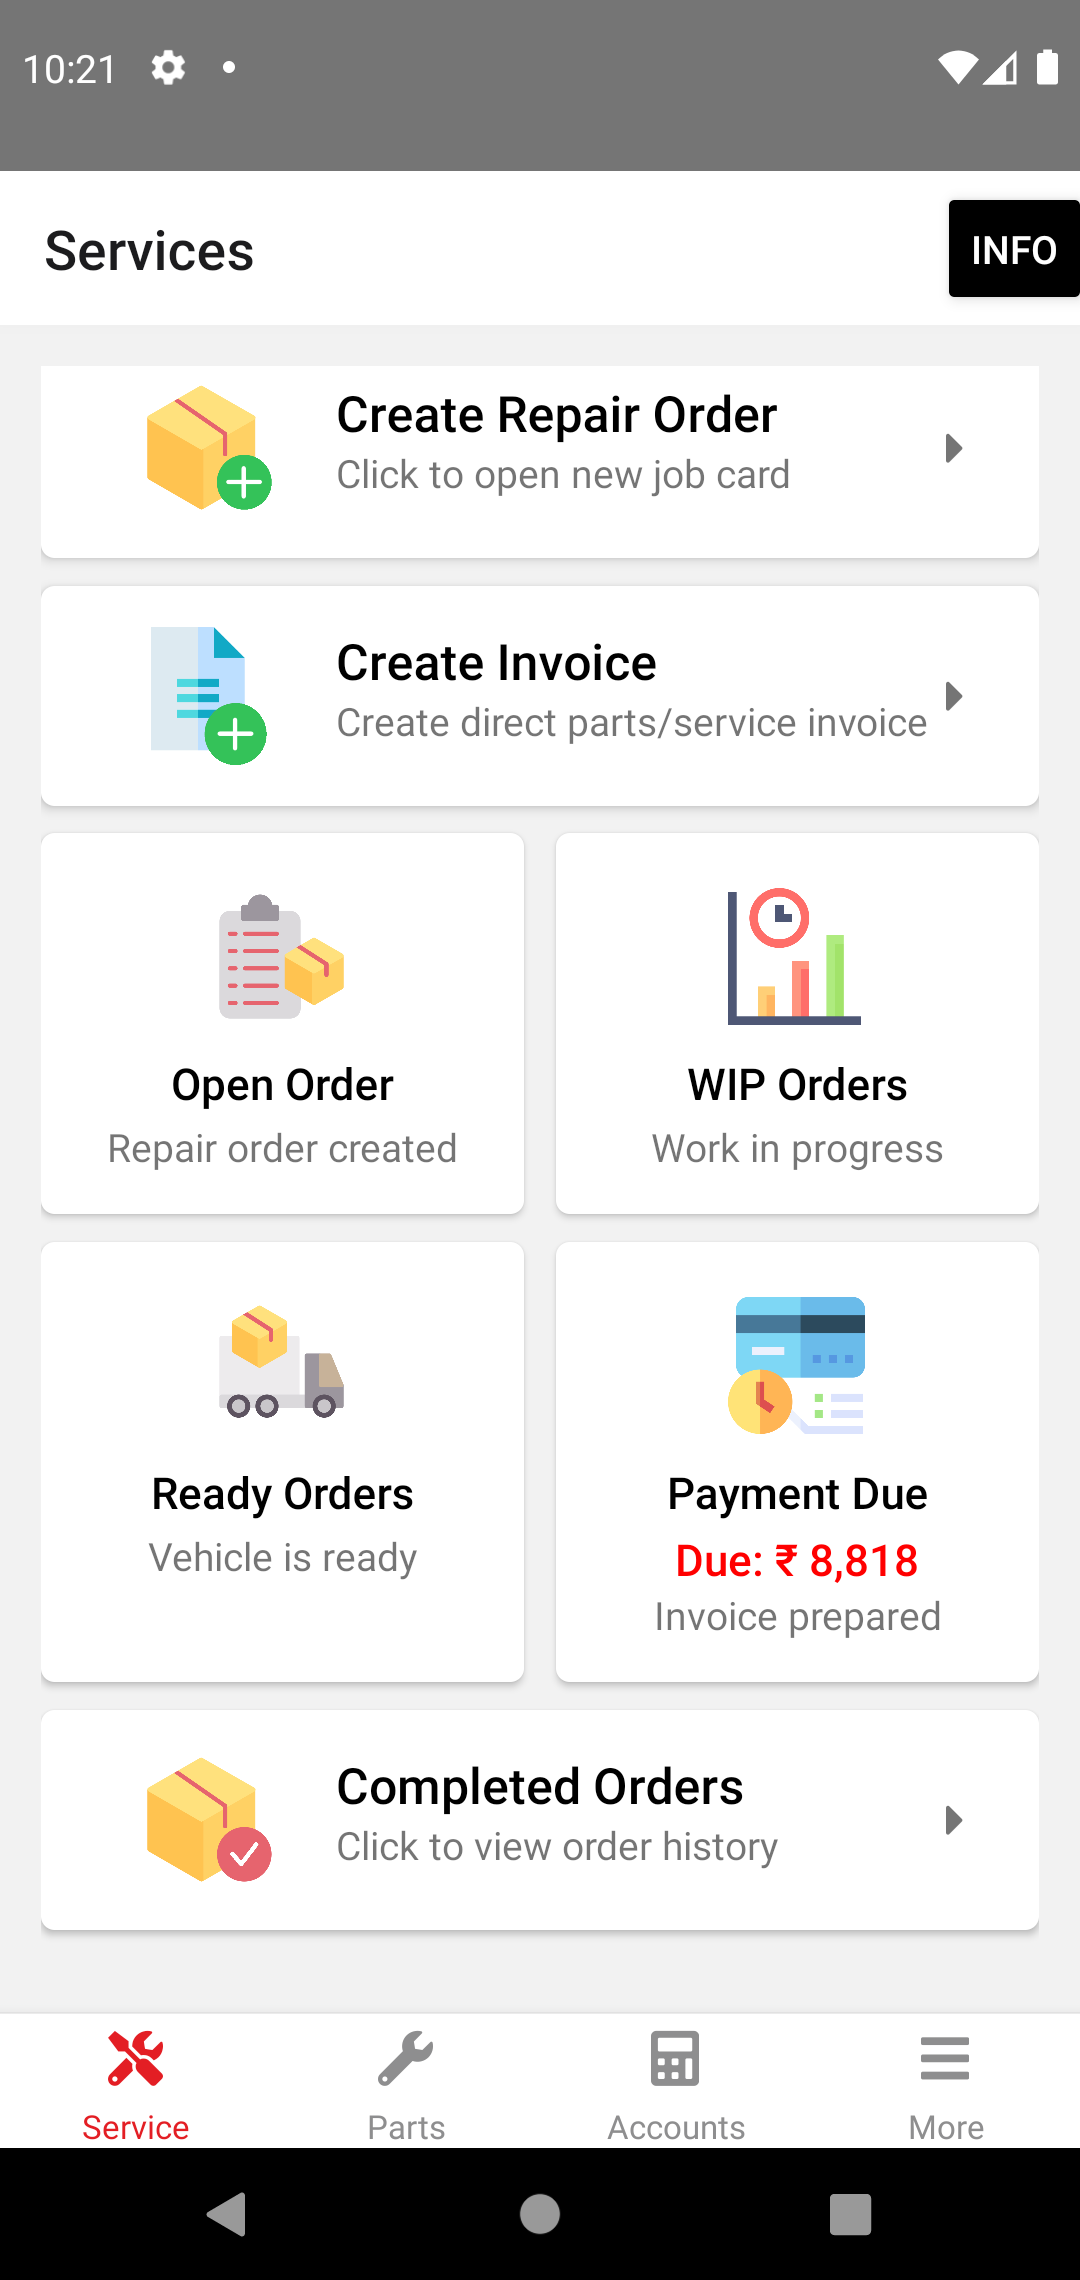 10:21
Services
INFO
Create Repair Order
Click to open new job card
Create Invoice
Create direct parts/service invoice
Open Order
Repair order created
WIP Orders
Work in progress
Ready Orders
Vehicle is ready
Payment Due
Due: ₹ 8,818
Invoice prepared
Completed Orders
Click to view order history
Service
Parts
Accounts
More